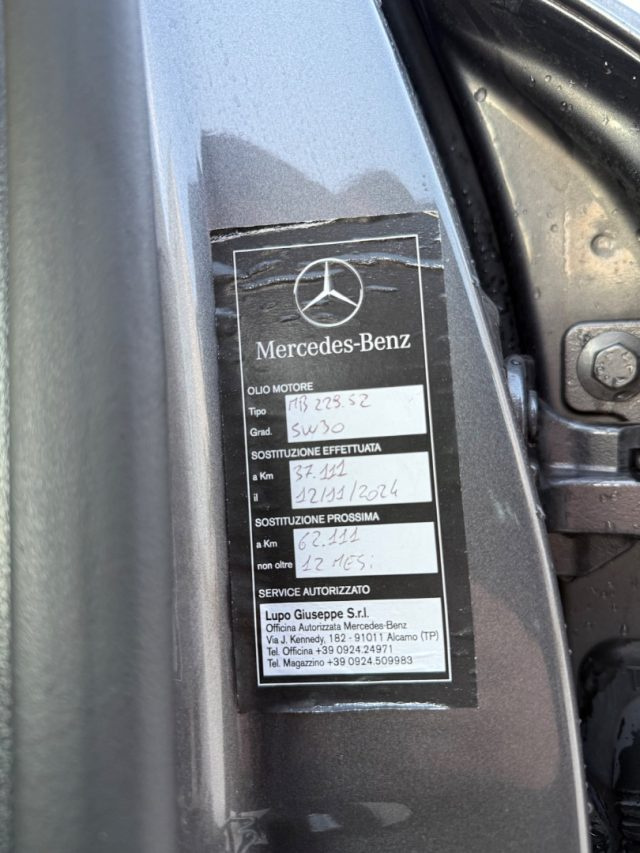 Mercedes-Benz
OLIO MOTORE
Tipo MB 229.52
Grad. 5W30
SOSTITUZIONE EFFETTUATA
a Km 37.111
il 12/11/2024
SOSTITUZIONE PROSSIMA
a Km 62.111
non oltre 12 MESi
SERVICE AUTORIZZATO
Lupo Giuseppe S.r.l.
Officina Autorizzata Mercedes-Benz
Via J. Kennedy, 182 - 91011 Alcamo (TP)
Tel. Officina +39 0924.24971
Tel. Magazzino +39 0924.509983